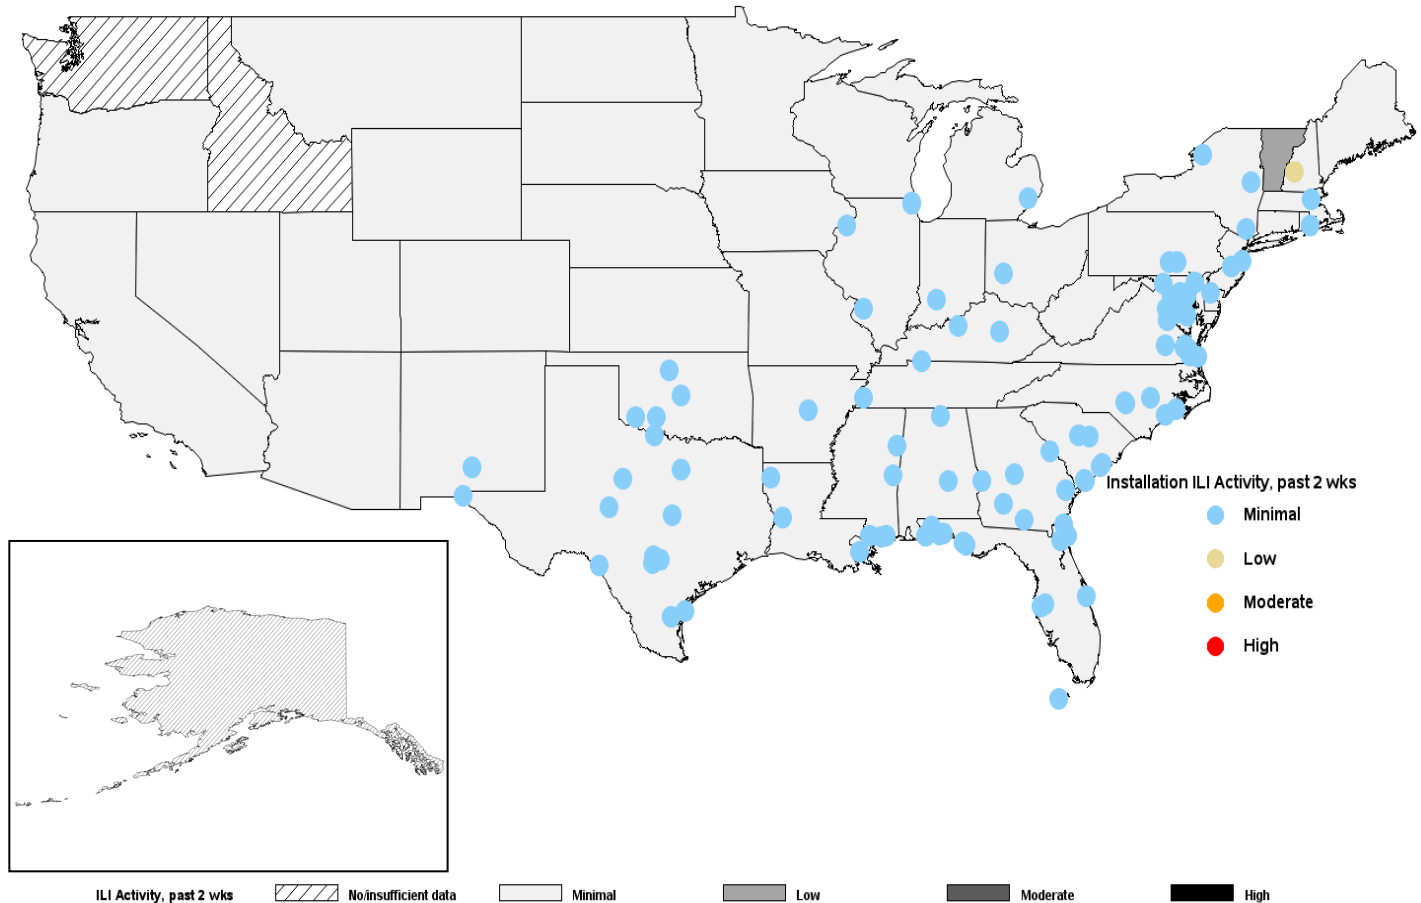 Installation ILI Activity, past 2 wks
Minimal
Low
Moderate
High
ILI Activity, past 2 wks No/insufficient data Minimal Low Moderate High